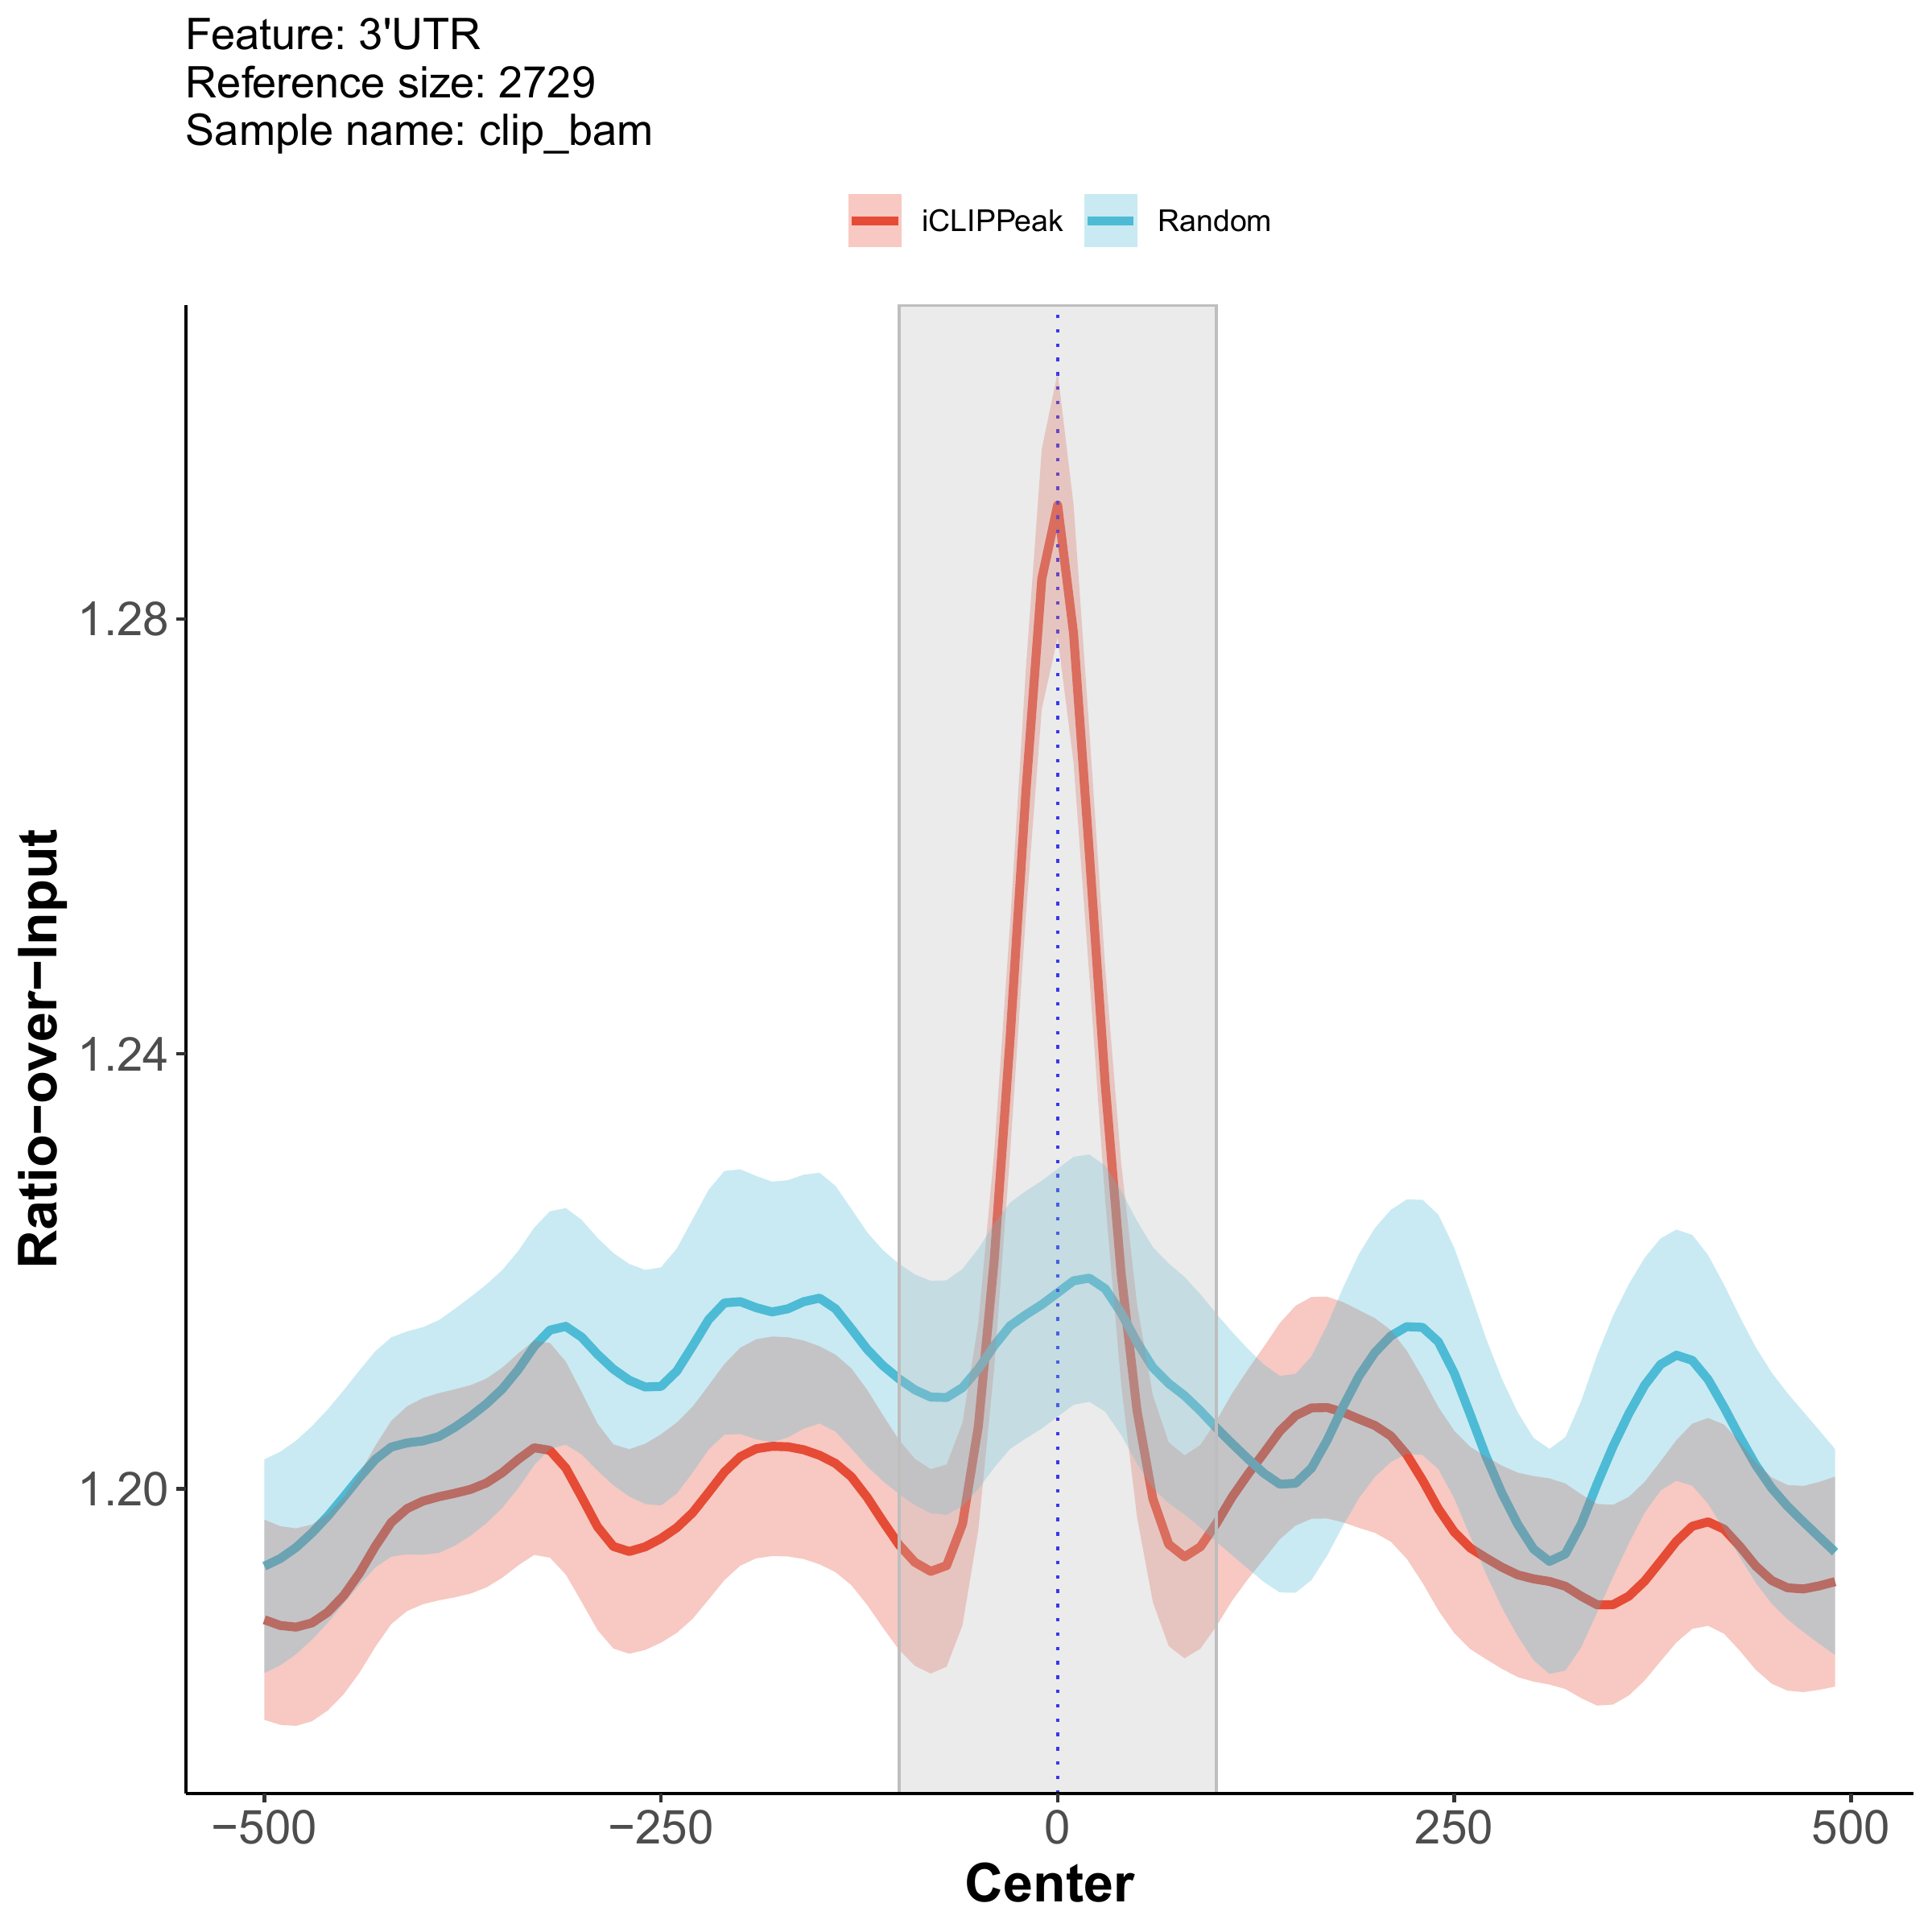 Feature: 3'UTR
Reference size: 2729
Sample name: clip_bam
iCLIPPeak Random
Ratio−over−Input
1.28
1.24
1.20
−500 −250 0 250 500
Center